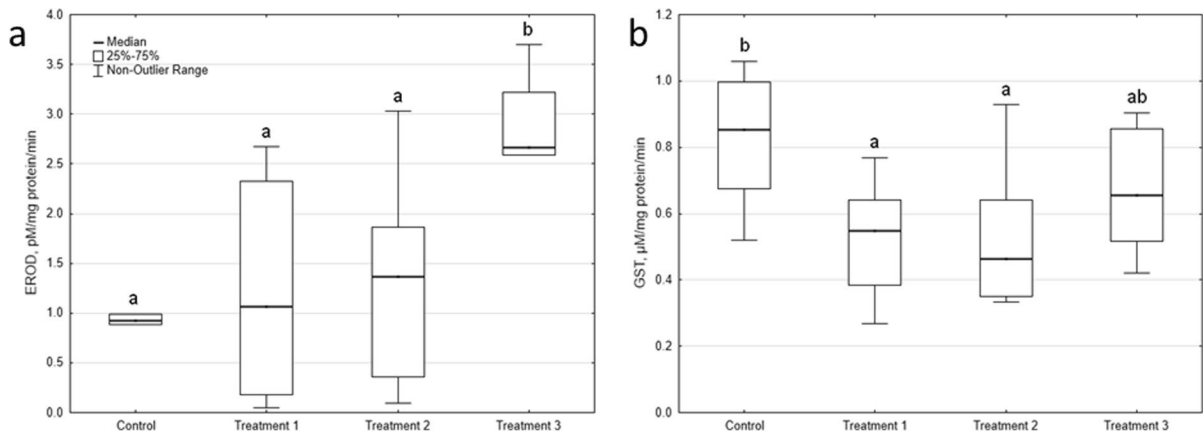 a
EROD, pM/mg protein/min
4.0
3.5
3.0
2.5
2.0
1.5
1.0
0.5
0.0
Median
25%-75%
Non-Outlier Range
a
a
a
b
Control
Treatment 1
Treatment 2
Treatment 3
b
GST, µM/mg protein/min
1.2
1.0
0.8
0.6
0.4
0.2
0.0
b
a
a
ab
Control
Treatment 1
Treatment 2
Treatment 3